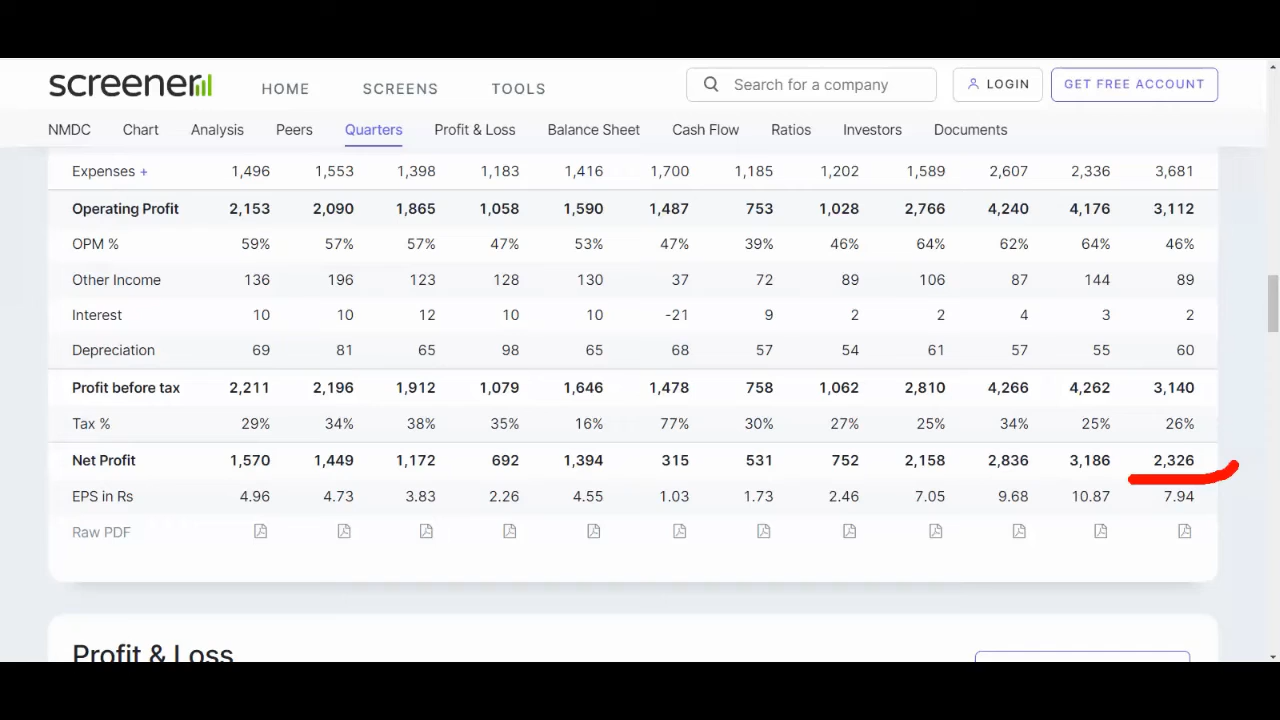 screener HOME SCREENS TOOLS Search for a company LOGIN GET FREE ACCOUNT
NMDC Chart Analysis Peers Quarters Profit & Loss Balance Sheet Cash Flow Ratios Investors Documents
Expenses + 1,496 1,553 1,398 1,183 1,416 1,700 1,185 1,202 1,589 2,607 2,336 3,681
Operating Profit 2,153 2,090 1,865 1,058 1,590 1,487 753 1,028 2,766 4,240 4,176 3,112
OPM % 59% 57% 57% 47% 53% 47% 39% 46% 64% 62% 64% 46%
Other Income 136 196 123 128 130 37 72 89 106 87 144 89
Interest 10 10 12 10 10 -21 9 2 2 4 3 2
Depreciation 69 81 65 98 65 68 57 54 61 57 55 60
Profit before tax 2,211 2,196 1,912 1,079 1,646 1,478 758 1,062 2,810 4,266 4,262 3,140
Tax % 29% 34% 38% 35% 16% 77% 30% 27% 25% 34% 25% 26%
Net Profit 1,570 1,449 1,172 692 1,394 315 531 752 2,158 2,836 3,186 2,326
EPS in Rs 4.96 4.73 3.83 2.26 4.55 1.03 1.73 2.46 7.05 9.68 10.87 7.94
Raw PDF
Profit & Loss